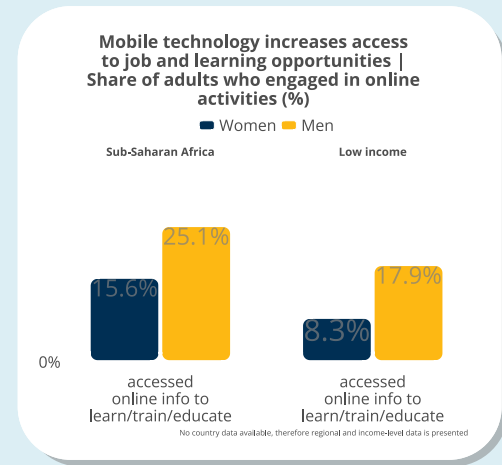 Mobile technology increases access
to job and learning opportunities |
Share of adults who engaged in online
activities (%)
Women Men
Sub-Saharan Africa
Low income
25.1%
15.6%
17.9%
8.3%
0%
accessed
online info to
learn/train/educate
accessed
online info to
learn/train/educate
No country data available, therefore regional and income-level data is presented